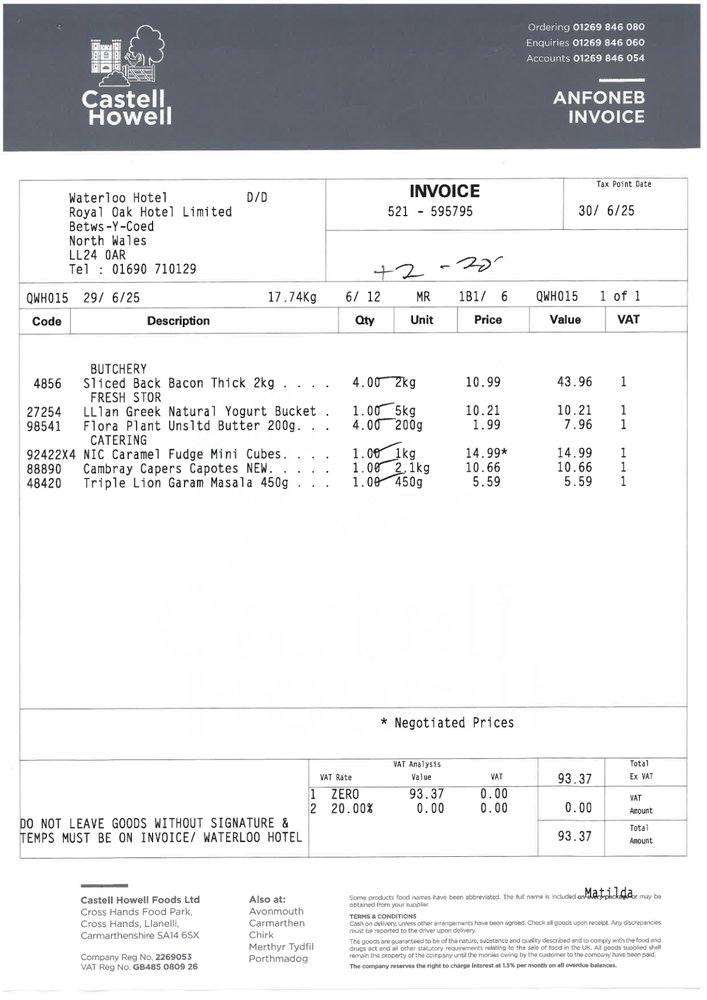 Castell
Howell
Ordering 01269 846 080
Enquiries 01269 846 060
Accounts 01269 846 054
ANFONEB
INVOICE
Waterloo Hotel D/D
Royal Oak Hotel Limited
Betws-Y-Coed
North Wales
LL24 0AR
Tel : 01690 710129
INVOICE
521 - 595795
Tax Point Date
30/ 6/25
+2 -20
QWH015 29/ 6/25 17.74Kg 6/ 12 MR 1B1/ 6 QWH015 1 of 1
Code Description Qty Unit Price Value VAT
BUTCHERY
4856 Sliced Back Bacon Thick 2kg . . . . 4.00 2kg 10.99 43.96 1
FRESH STOR
27254 LLlan Greek Natural Yogurt Bucket . 1.00 5kg 10.21 10.21 1
98541 Flora Plant Unsltd Butter 200g. . . 4.00 200g 1.99 7.96 1
CATERING
92422X4 NIC Caramel Fudge Mini Cubes. . . . 1.00 1kg 14.99* 14.99 1
88890 Cambray Capers Capotes NEW. . . . . 1.00 2.1kg 10.66 10.66 1
48420 Triple Lion Garam Masala 450g . . . 1.00 450g 5.59 5.59 1
Castell
Howell
* Negotiated Prices
VAT Analysis
VAT Rate Value VAT
1 ZERO 93.37 0.00
2 20.00% 0.00 0.00
93.37 Total Ex VAT
0.00 VAT Amount
93.37 Total Amount
DO NOT LEAVE GOODS WITHOUT SIGNATURE &
TEMPS MUST BE ON INVOICE/ WATERLOO HOTEL
Castell Howell Foods Ltd
Cross Hands Food Park,
Cross Hands, Llanelli,
Carmarthenshire SA14 6SX
Company Reg No. 2269053
VAT Reg No. GB485 0809 26
Also at:
Avonmouth
Carmarthen
Chirk
Merthyr Tydfil
Porthmadog
Matilda
Some products food names have been abbreviated. The full name is included on every package or may be
obtained from your supplier.
TERMS & CONDITIONS
Cash on delivery, unless other arrangements have been agreed. Check all goods upon receipt. Any discrepancies
must be reported to the driver upon delivery.
The goods are guaranteed to be of the nature, substance and quality described and to comply with the food and
drugs act and all other statutory requirements relating to the sale of food in the UK. All goods supplied shall
remain the property of the company until the monies owing by the customer to the company have been paid.
The company reserves the right to charge interest at 1.5% per month on all overdue balances.